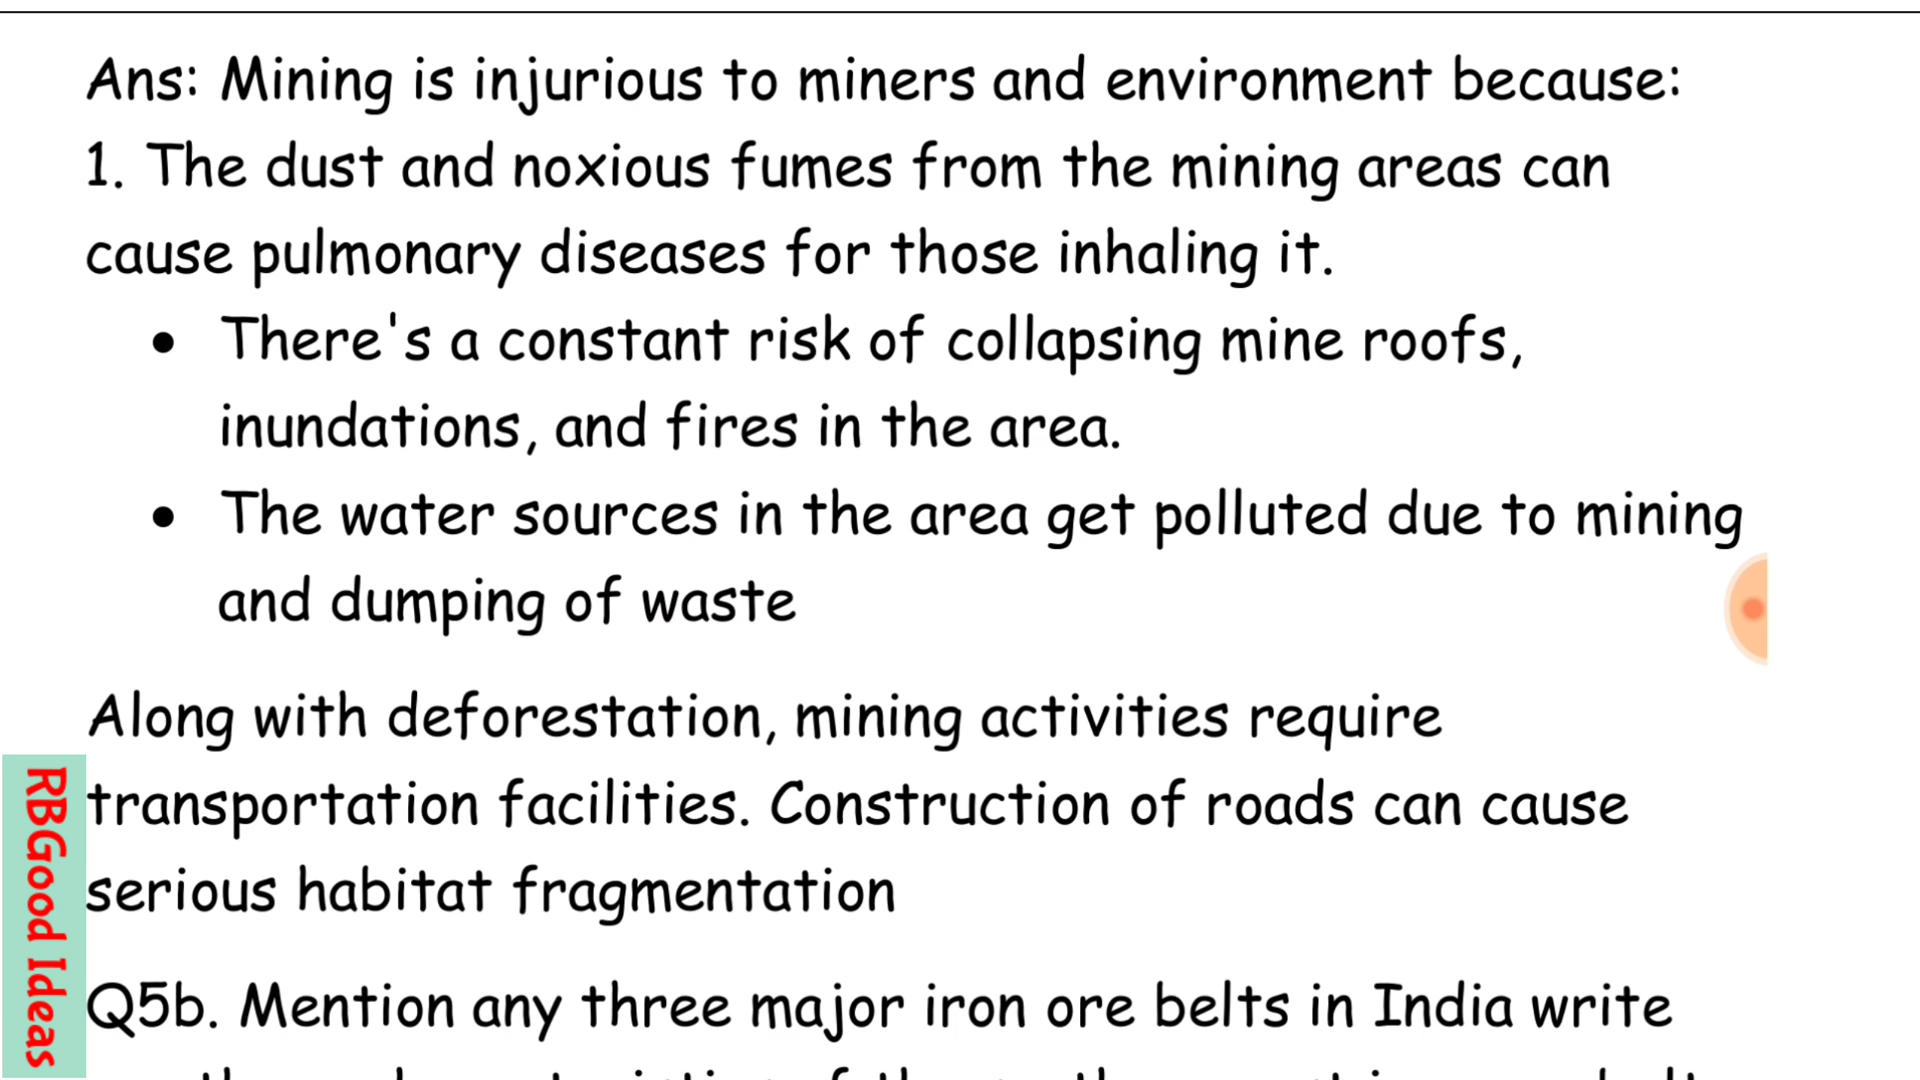 Ans: Mining is injurious to miners and environment because:
1. The dust and noxious fumes from the mining areas can
cause pulmonary diseases for those inhaling it.
• There's a constant risk of collapsing mine roofs,
inundations, and fires in the area.
• The water sources in the area get polluted due to mining
and dumping of waste
Along with deforestation, mining activities require
transportation facilities. Construction of roads can cause
serious habitat fragmentation
Q5b. Mention any three major iron ore belts in India write
RBGood Ideas